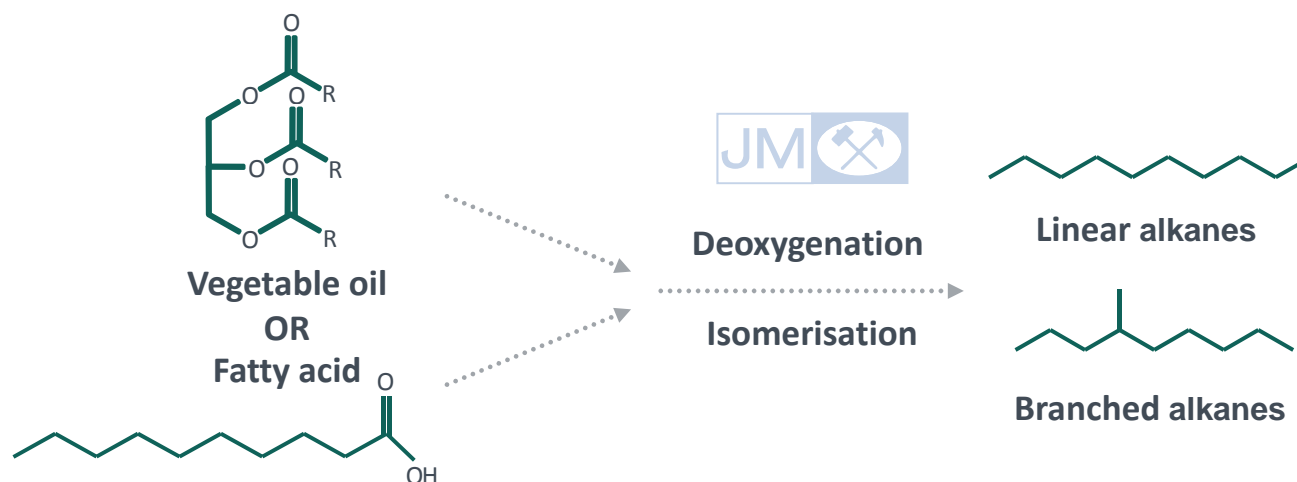 O
O
R
O
O
O
R
O
R
Vegetable oil
OR
Fatty acid
O
OH
JM
Deoxygenation
Isomerisation
Linear alkanes
Branched alkanes